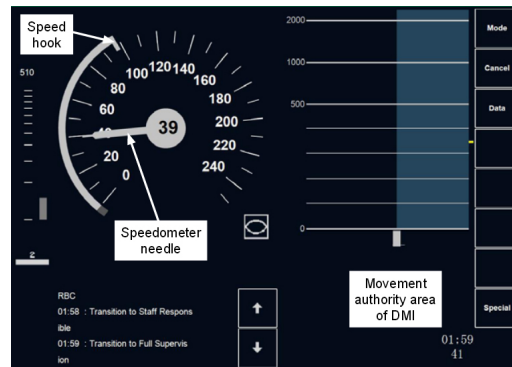 Speed
hook
510
0
20
40
60
80
100
120
140
160
180
200
220
240
39
Speedometer
needle
2000
1000
500
0
Movement
authority area
of DMI
Mode
Cancel
Data
Special
RBC
01:58 : Transition to Staff Respons
ible
01:59 : Transition to Full Supervis
ion
01:59
41